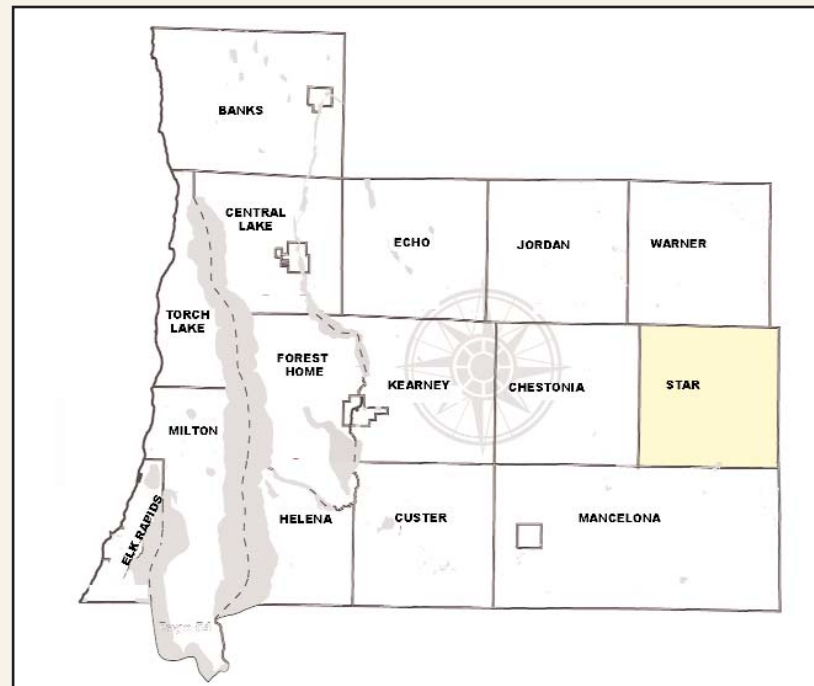 BANKS
CENTRAL
LAKE
ECHO
JORDAN
WARNER
TORCH
LAKE
FOREST
HOME
KEARNEY
CHESTONIA
STAR
MILTON
ELK RAPIDS
HELENA
CUSTER
MANCELONA